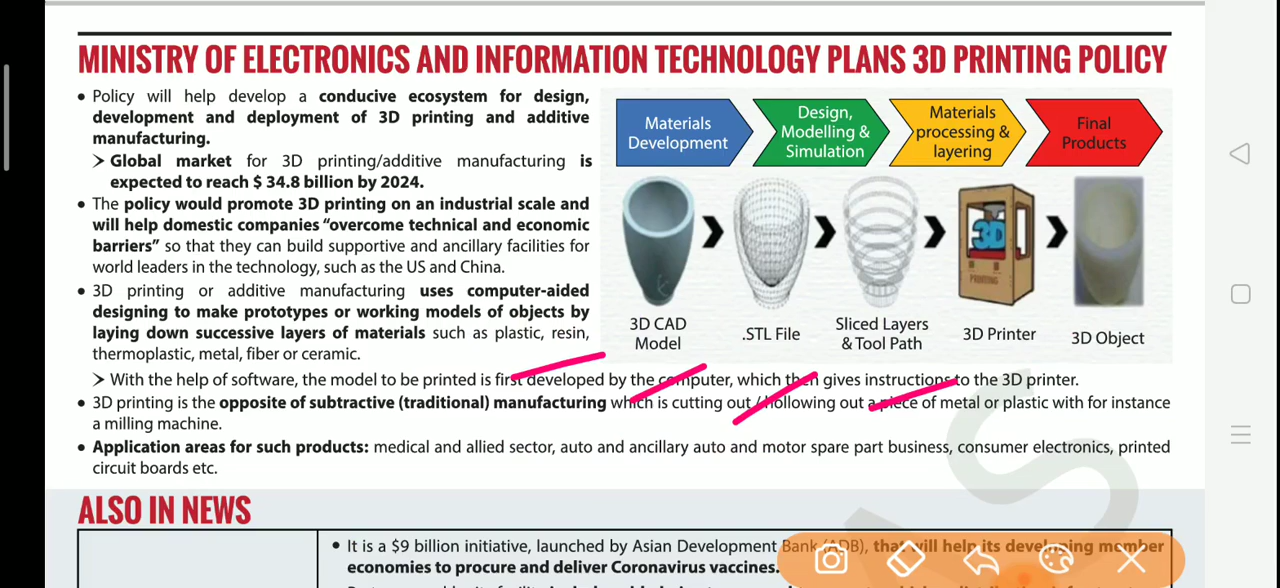 MINISTRY OF ELECTRONICS AND INFORMATION TECHNOLOGY PLANS 3D PRINTING POLICY
• Policy will help develop a conducive ecosystem for design,
development and deployment of 3D printing and additive
manufacturing.
> Global market for 3D printing/additive manufacturing is
expected to reach $ 34.8 billion by 2024.
• The policy would promote 3D printing on an industrial scale and
will help domestic companies “overcome technical and economic
barriers” so that they can build supportive and ancillary facilities for
world leaders in the technology, such as the US and China.
• 3D printing or additive manufacturing uses computer-aided
designing to make prototypes or working models of objects by
laying down successive layers of materials such as plastic, resin,
thermoplastic, metal, fiber or ceramic.
Materials
Development
Design,
Modelling &
Simulation
Materials
processing &
layering
Final
Products
3D
PRINTING
3D CAD
Model
.STL File
Sliced Layers
& Tool Path
3D Printer
3D Object
> With the help of software, the model to be printed is first developed by the computer, which then gives instructions to the 3D printer.
• 3D printing is the opposite of subtractive (traditional) manufacturing which is cutting out / hollowing out a piece of metal or plastic with for instance
a milling machine.
• Application areas for such products: medical and allied sector, auto and ancillary auto and motor spare part business, consumer electronics, printed
circuit boards etc.
ALSO IN NEWS
• It is a $9 billion initiative, launched by Asian Development Bank (ADB), that will help its developing member
economies to procure and deliver Coronavirus vaccines.